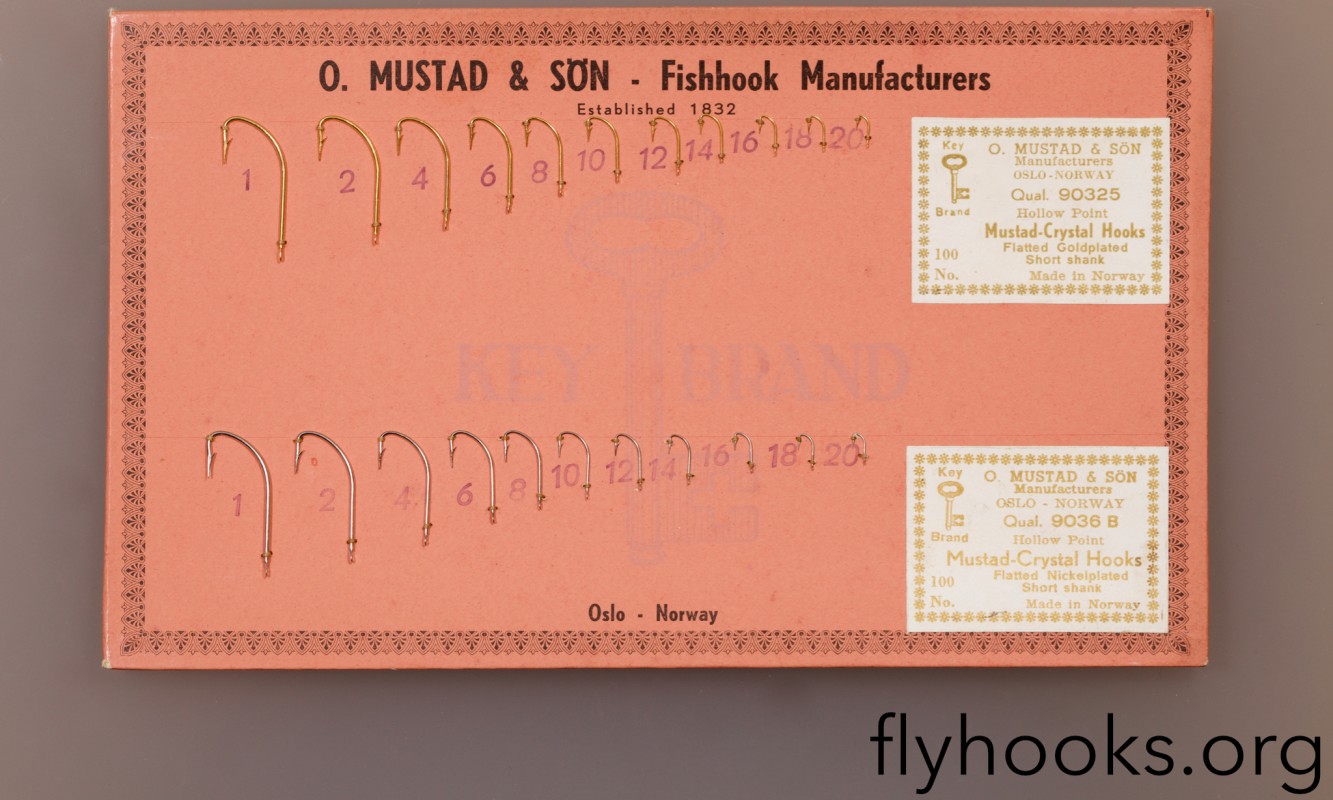 O. MUSTAD & SÖN - Fishhook Manufacturers
Established 1832
1 2 4 6 8 10 12 14 16 18 20
Key
Brand
O. MUSTAD & SÖN
Manufacturers
OSLO-NORWAY
Qual. 90325
Hollow Point
Mustad-Crystal Hooks
Flatted Goldplated
Short shank
100
No.
Made in Norway
KEY BRAND
1 2 4 6 8 10 12 14 16 18 20
Key
Brand
O. MUSTAD & SÖN
Manufacturers
OSLO - NORWAY
Qual. 9036 B
Hollow Point
Mustad-Crystal Hooks
Flatted Nickelplated
Short shank
100
No.
Made in Norway
Oslo - Norway
flyhooks.org